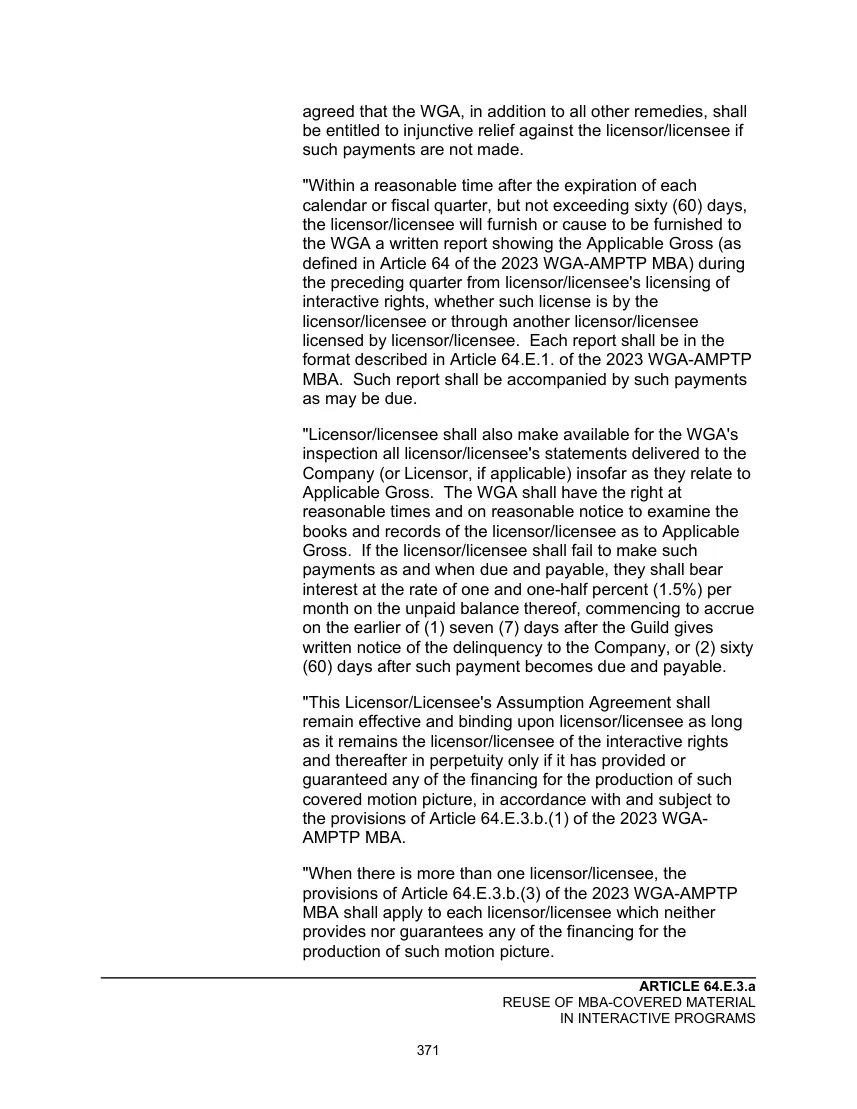 agreed that the WGA, in addition to all other remedies, shall
be entitled to injunctive relief against the licensor/licensee if
such payments are not made.
"Within a reasonable time after the expiration of each
calendar or fiscal quarter, but not exceeding sixty (60) days,
the licensor/licensee will furnish or cause to be furnished to
the WGA a written report showing the Applicable Gross (as
defined in Article 64 of the 2023 WGA-AMPTP MBA) during
the preceding quarter from licensor/licensee's licensing of
interactive rights, whether such license is by the
licensor/licensee or through another licensor/licensee
licensed by licensor/licensee.  Each report shall be in the
format described in Article 64.E.1. of the 2023 WGA-AMPTP
MBA.  Such report shall be accompanied by such payments
as may be due.
"Licensor/licensee shall also make available for the WGA's
inspection all licensor/licensee's statements delivered to the
Company (or Licensor, if applicable) insofar as they relate to
Applicable Gross.  The WGA shall have the right at
reasonable times and on reasonable notice to examine the
books and records of the licensor/licensee as to Applicable
Gross.  If the licensor/licensee shall fail to make such
payments as and when due and payable, they shall bear
interest at the rate of one and one-half percent (1.5%) per
month on the unpaid balance thereof, commencing to accrue
on the earlier of (1) seven (7) days after the Guild gives
written notice of the delinquency to the Company, or (2) sixty
(60) days after such payment becomes due and payable.
"This Licensor/Licensee's Assumption Agreement shall
remain effective and binding upon licensor/licensee as long
as it remains the licensor/licensee of the interactive rights
and thereafter in perpetuity only if it has provided or
guaranteed any of the financing for the production of such
covered motion picture, in accordance with and subject to
the provisions of Article 64.E.3.b.(1) of the 2023 WGA-
AMPTP MBA.
"When there is more than one licensor/licensee, the
provisions of Article 64.E.3.b.(3) of the 2023 WGA-AMPTP
MBA shall apply to each licensor/licensee which neither
provides nor guarantees any of the financing for the
production of such motion picture.
ARTICLE 64.E.3.a
REUSE OF MBA-COVERED MATERIAL
IN INTERACTIVE PROGRAMS
371